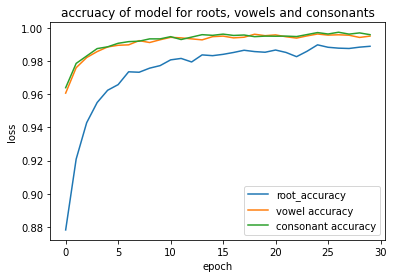 accruacy of model for roots, vowels and consonants
1.00
0.98
0.96
0.94
0.92
0.90
0.88
loss
0 5 10 15 20 25 30
epoch
root_accuracy
vowel accuracy
consonant accuracy